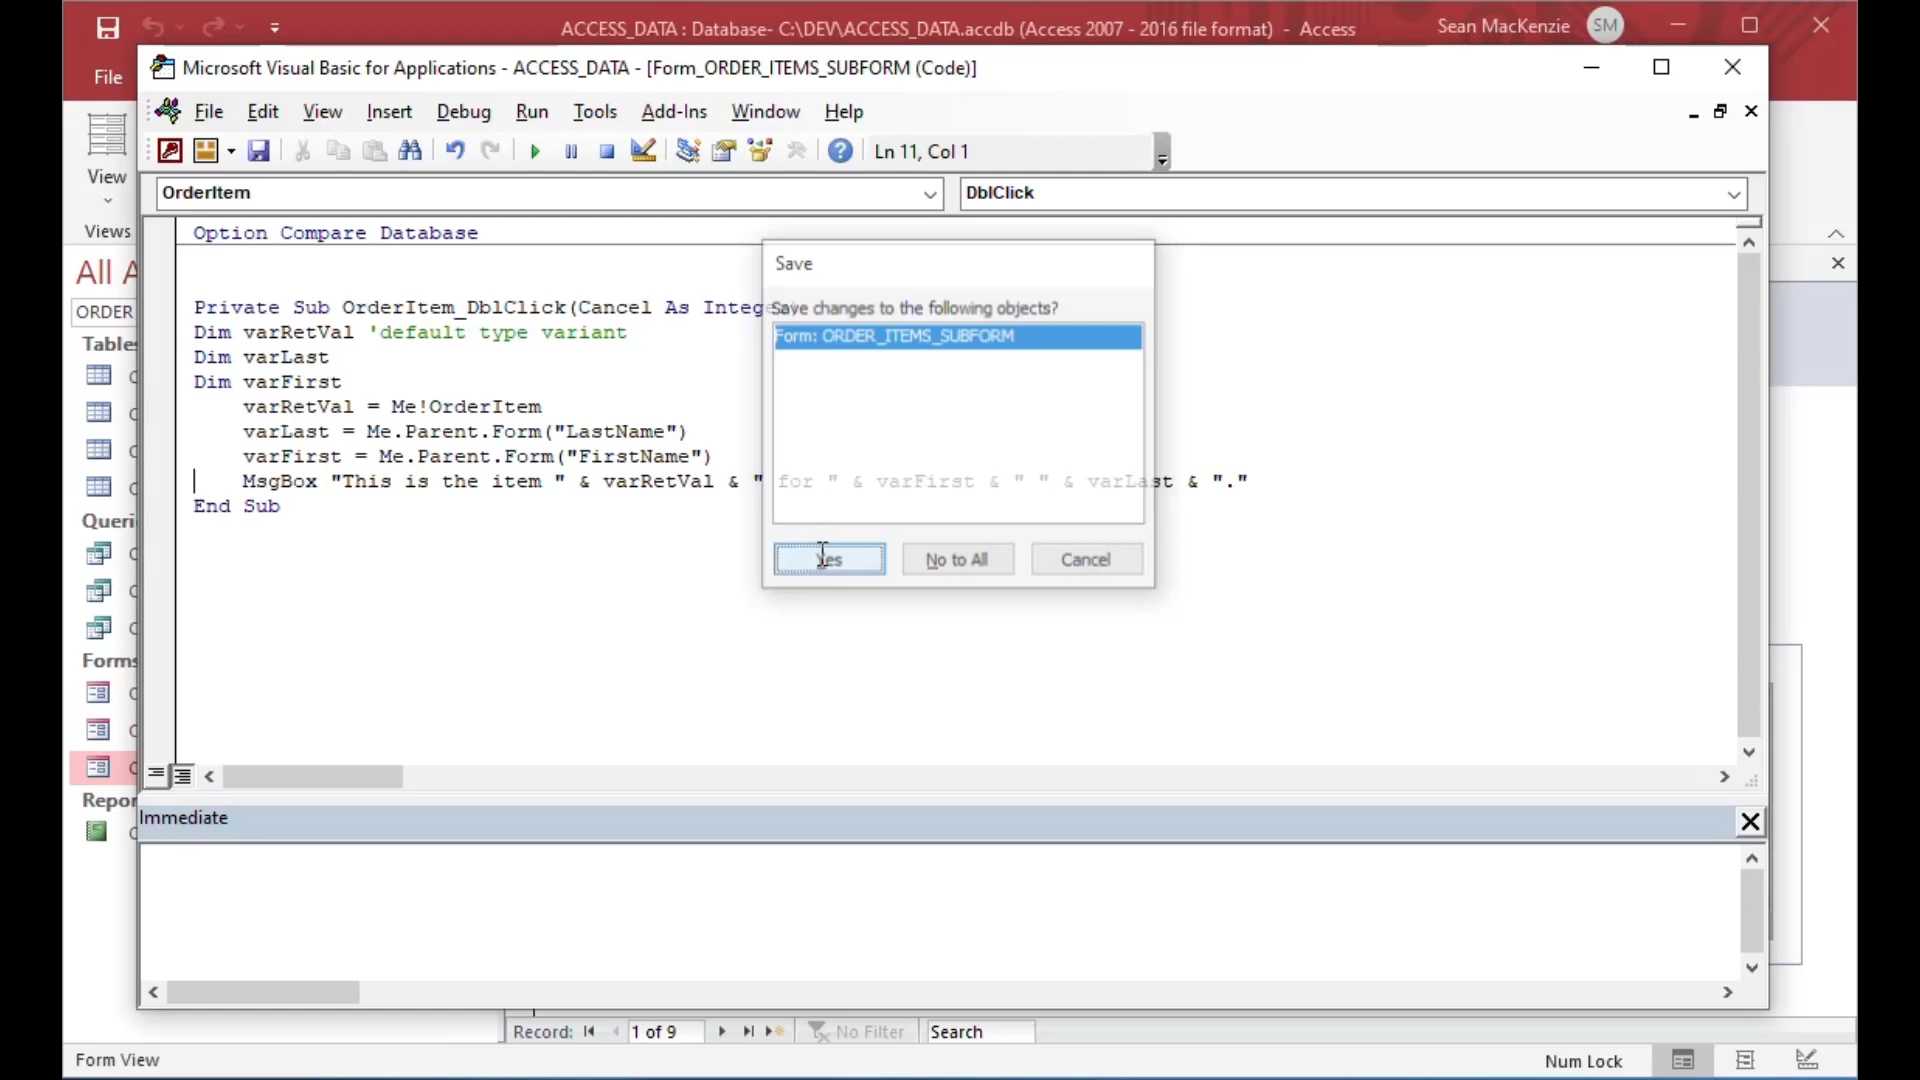 ACCESS_DATA : Database- C:\DEV\ACCESS_DATA.accdb (Access 2007 - 2016 file format) - Access
Sean MacKenzie
SM
File
Microsoft Visual Basic for Applications - ACCESS_DATA - [Form_ORDER_ITEMS_SUBFORM (Code)]
File Edit View Insert Debug Run Tools Add-Ins Window Help
Ln 11, Col 1
View
Views
OrderItem
DblClick
Option Compare Database
All A
ORDER
Tables
Queri
Forms
Repor
Private Sub OrderItem_DblClick(Cancel As Integ
Dim varRetVal 'default type variant
Dim varLast
Dim varFirst
varRetVal = Me!OrderItem
varLast = Me.Parent.Form("LastName")
varFirst = Me.Parent.Form("FirstName")
MsgBox "This is the item " & varRetVal & " for " & varFirst & " " & varLast & "."
End Sub
Save
Save changes to the following objects?
Form: ORDER_ITEMS_SUBFORM
Yes
No to All
Cancel
Immediate
Record:
1 of 9
No Filter
Search
Form View
Num Lock